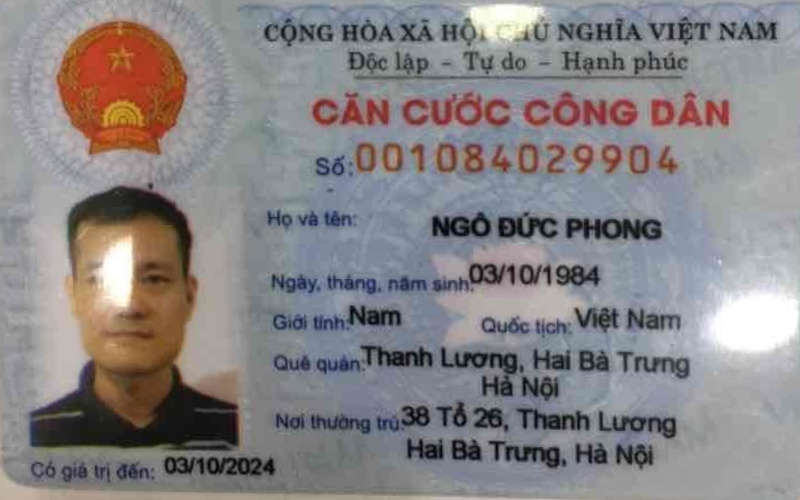 CỘNG HÒA XÃ HỘI CHỦ NGHĨA VIỆT NAM
Độc lập - Tự do - Hạnh phúc
CĂN CƯỚC CÔNG DÂN
Số: 001084029904
Họ và tên: NGÔ ĐỨC PHONG
Ngày, tháng, năm sinh: 03/10/1984
Giới tính: Nam Quốc tịch: Việt Nam
Quê quán: Thanh Lương, Hai Bà Trưng
Hà Nội
Nơi thường trú: 38 Tổ 26, Thanh Lương
Hai Bà Trưng, Hà Nội
Có giá trị đến: 03/10/2024